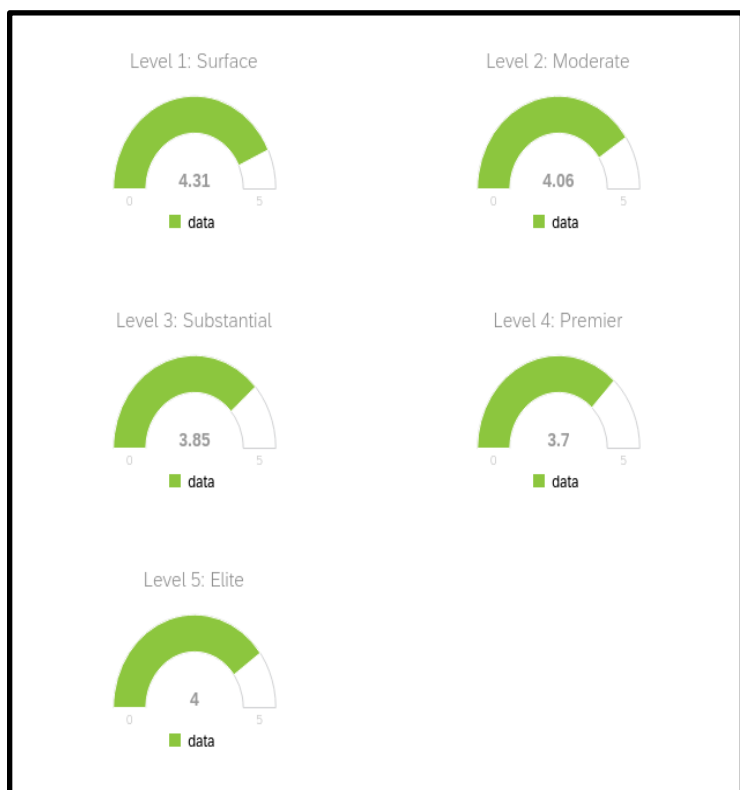 Level 1: Surface
4.31
0 5
data
Level 2: Moderate
4.06
0 5
data
Level 3: Substantial
3.85
0 5
data
Level 4: Premier
3.7
0 5
data
Level 5: Elite
4
0 5
data